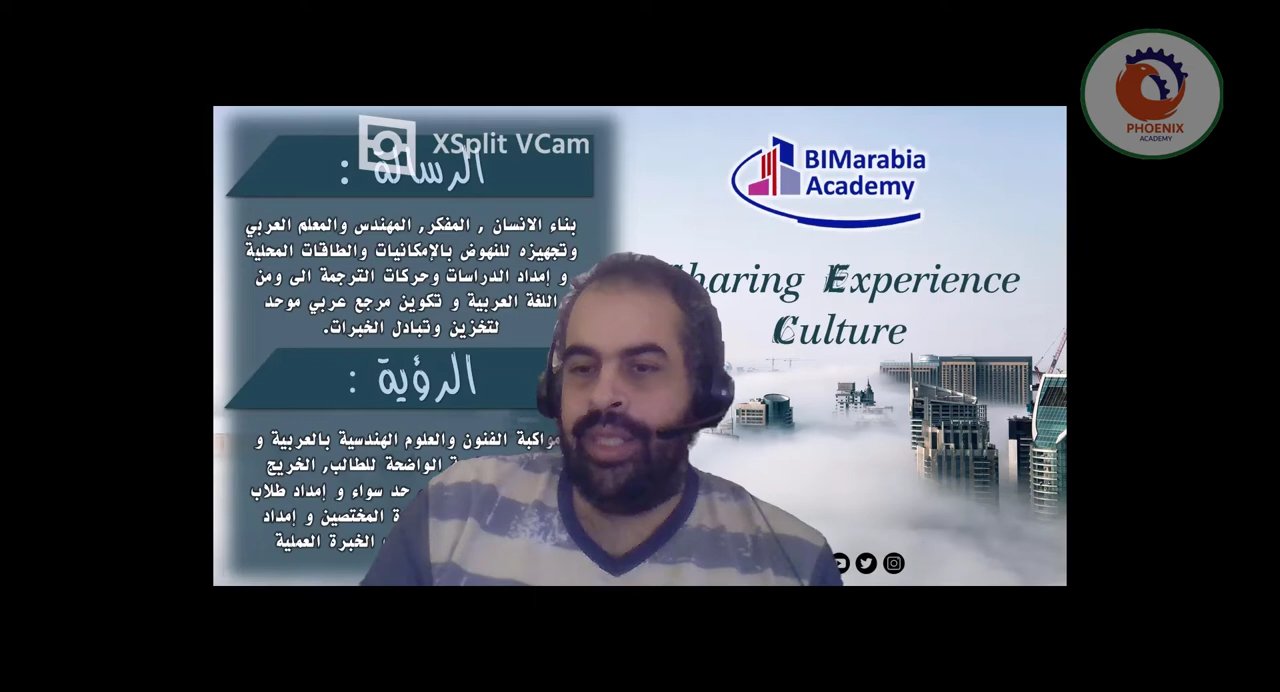 PHOENIX
ACADEMY
XSplit VCam
الرسالة :
بناء الانسان , المفكر, المهندس والمعلم العربي
وتجهيزه للنهوض بالإمكانيات والطاقات المحلية
و إمداد الدراسات وحركات الترجمة الى ومن
اللغة العربية و تكوين مرجع عربي موحد
لتخزين وتبادل الخبرات.
الرؤية :
مواكبة الفنون والعلوم الهندسية بالعربية و
الواضحة للطالب, الخريج
حد سواء و إمداد طلاب
المختصين و إمداد
الخبرة العملية
BIMarabia
Academy
Sharing Experience
Culture